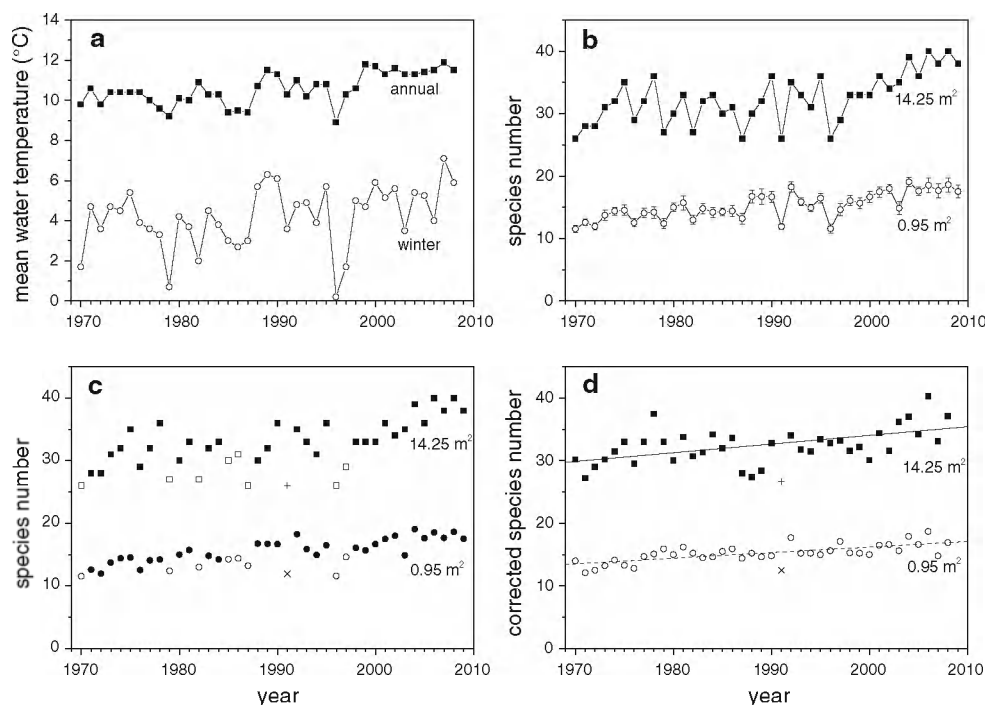 a
14
12
10
8
6
4
2
0
mean water temperature (°C)
annual
winter
1970 1980 1990 2000 2010
b
40
30
20
10
0
species number
14.25 m²
0.95 m²
1970 1980 1990 2000 2010
c
40
30
20
10
0
species number
14.25 m²
0.95 m²
1970 1980 1990 2000 2010
year
d
40
30
20
10
0
corrected species number
14.25 m²
0.95 m²
1970 1980 1990 2000 2010
year